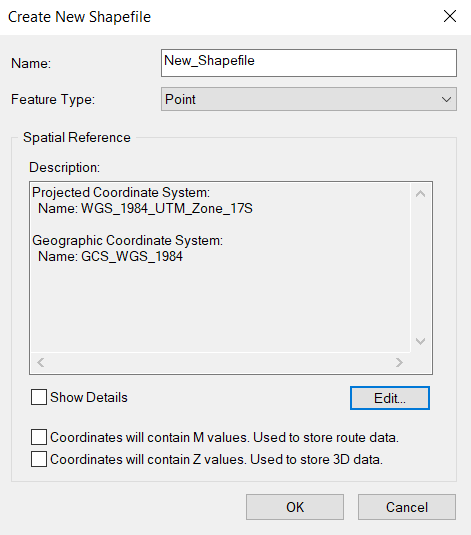 Create New Shapefile
Name:
New_Shapefile
Feature Type:
Point
Spatial Reference
Description:
Projected Coordinate System:
Name: WGS_1984_UTM_Zone_17S
Geographic Coordinate System:
Name: GCS_WGS_1984
Show Details
Edit...
Coordinates will contain M values. Used to store route data.
Coordinates will contain Z values. Used to store 3D data.
OK
Cancel